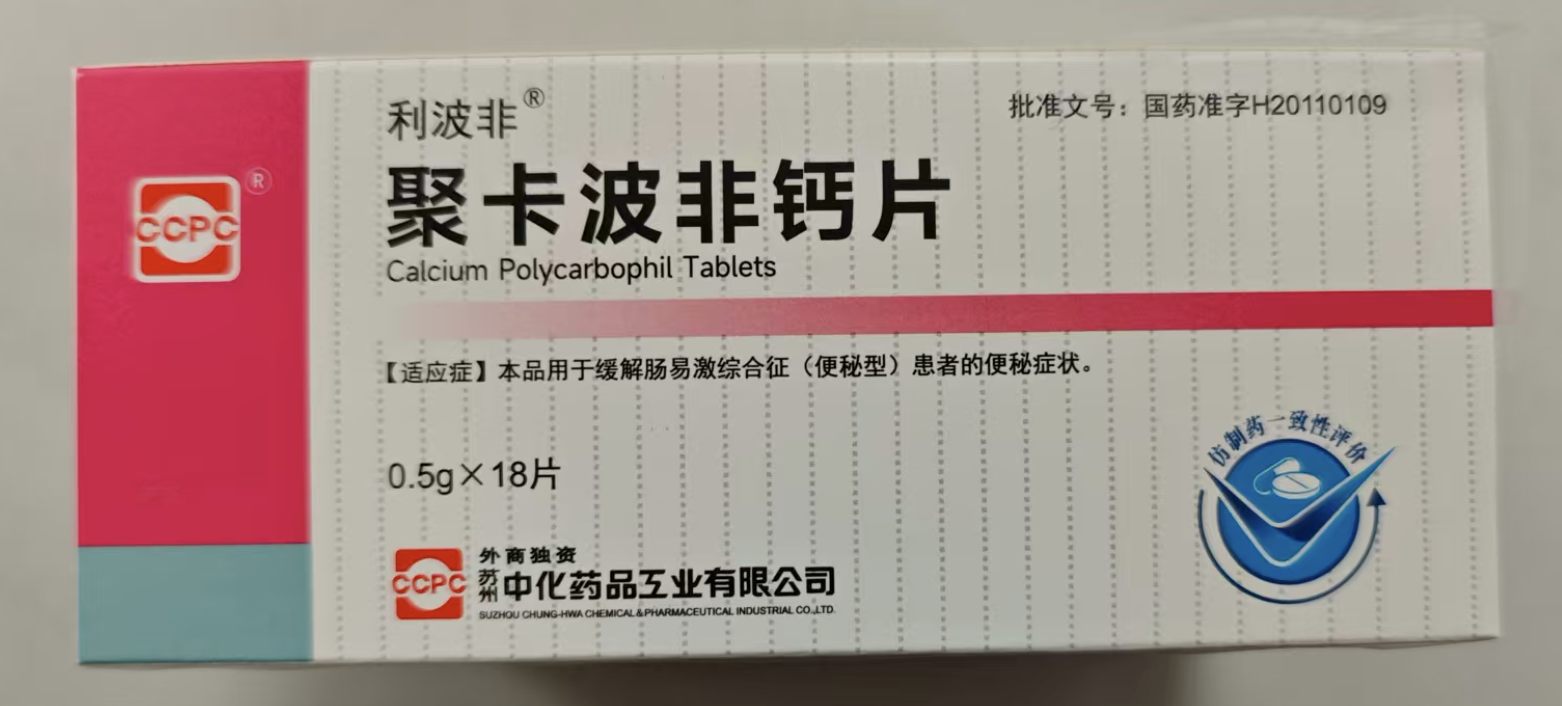 利波非®
批准文号：国药准字H20110109
聚卡波非钙片
Calcium Polycarbophil Tablets
CCPC®
【适应症】本品用于缓解肠易激综合征（便秘型）患者的便秘症状。
仿制药一致性评价
0.5g×18片
CCPC
外商独资
苏州中化药品工业有限公司
SUZHOU CHUNG-HWA CHEMICAL & PHARMACEUTICAL INDUSTRIAL CO.,LTD.